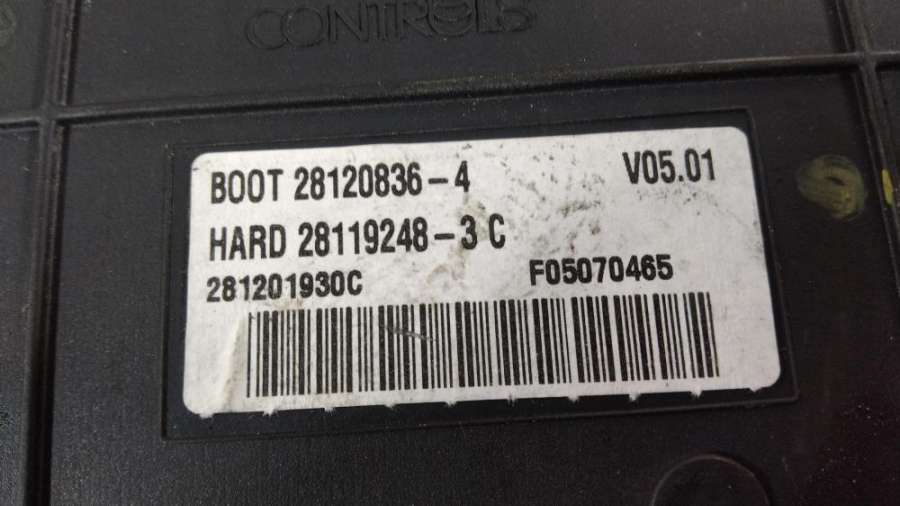 CONTROLS
BOOT 28120836-4 V05.01
HARD 28119248-3 C
281201930C F05070465